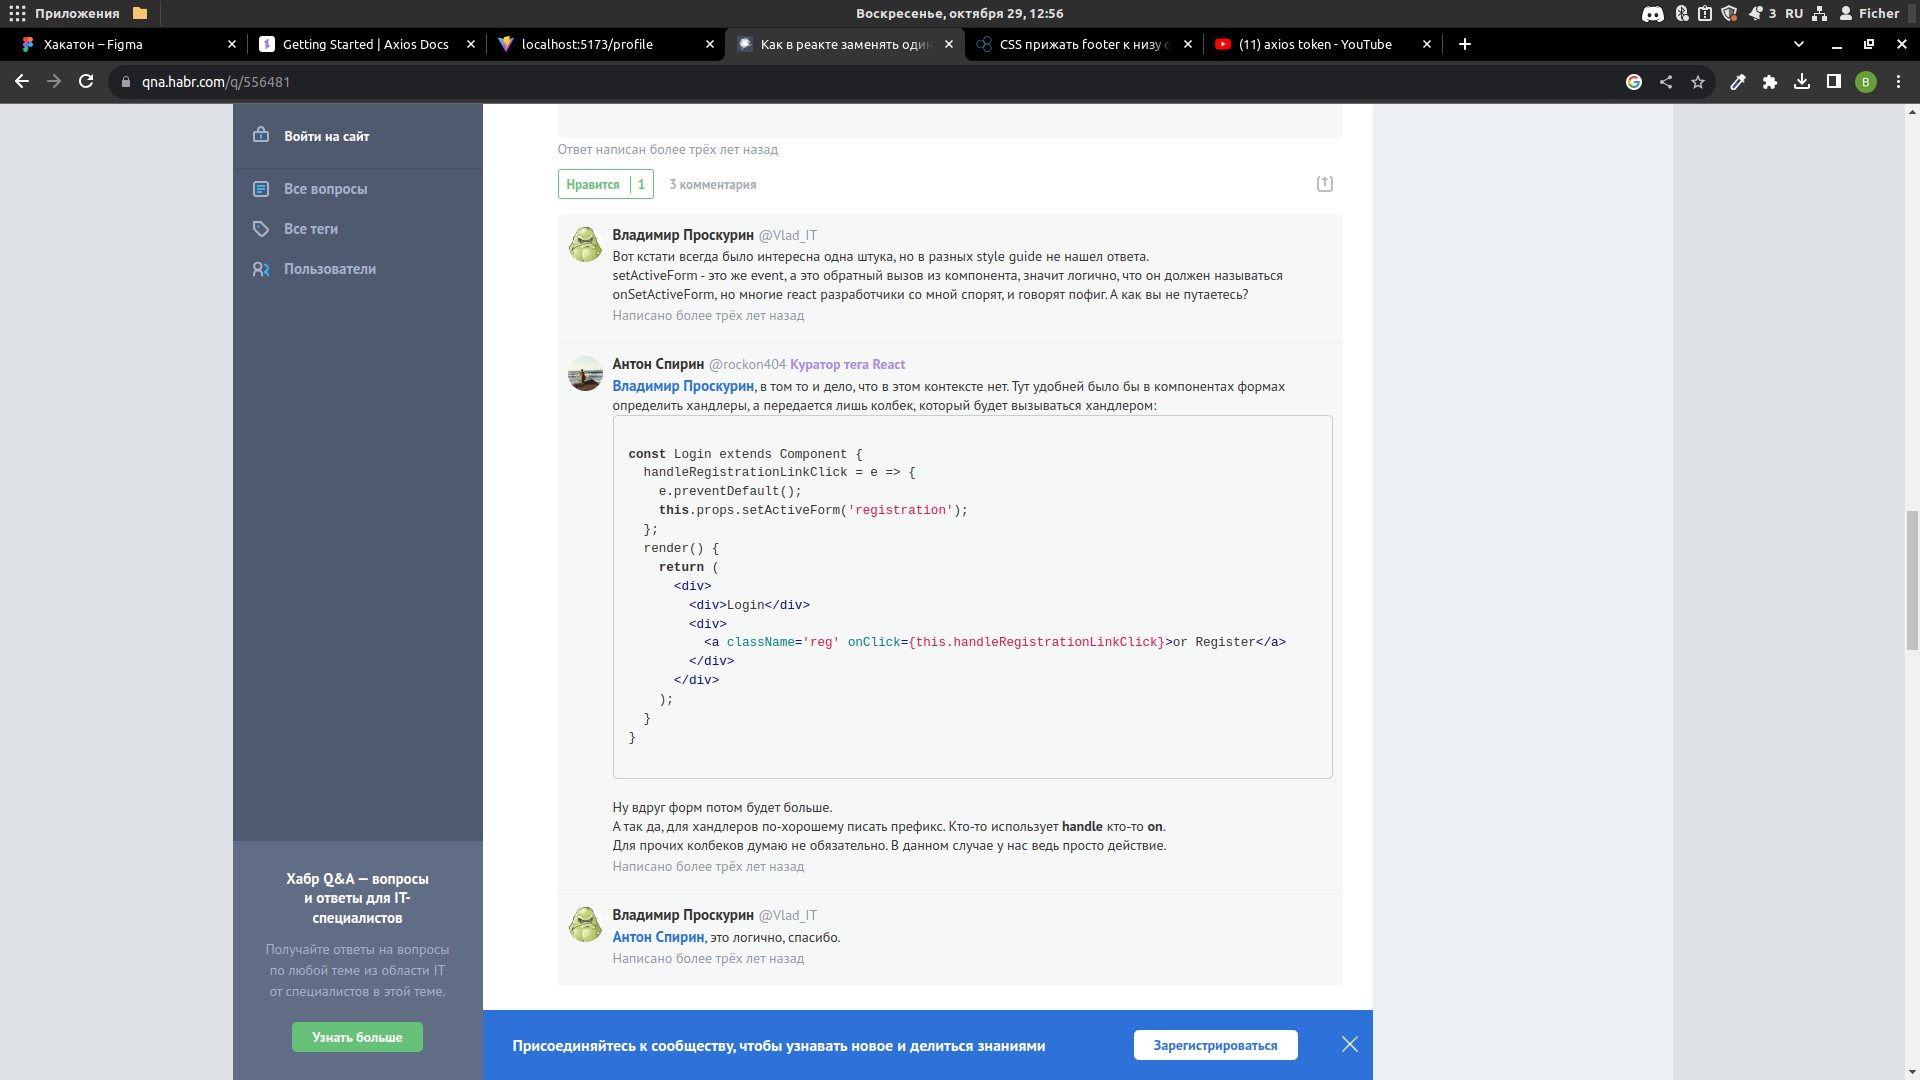 Приложения
Воскресенье, октября 29, 12:56
3 RU Ficher
Хакатон – Figma
Getting Started | Axios Docs
localhost:5173/profile
Как в реакте заменять один
CSS прижать footer к низу
(11) axios token - YouTube
qna.habr.com/q/556481
B
Войти на сайт
Все вопросы
Все теги
Пользователи
Ответ написан более трёх лет назад
Нравится 1
3 комментария
Владимир Проскурин @Vlad_IT
Вот кстати всегда было интересна одна штука, но в разных style guide не нашел ответа.
setActiveForm - это же event, а это обратный вызов из компонента, значит логично, что он должен называться
onSetActiveForm, но многие react разработчики со мной спорят, и говорят пофиг. А как вы не путаетесь?
Написано более трёх лет назад
Антон Спирин @rockon404 Куратор тега React
Владимир Проскурин, в том то и дело, что в этом контексте нет. Тут удобней было бы в компонентах формах
определить хандлеры, а передается лишь колбек, который будет вызываться хандлером:
const Login extends Component {
  handleRegistrationLinkClick = e => {
    e.preventDefault();
    this.props.setActiveForm('registration');
  };
  render() {
    return (
      <div>
        <div>Login</div>
        <div>
          <a className='reg' onClick={this.handleRegistrationLinkClick}>or Register</a>
        </div>
      </div>
    );
  }
}
Ну вдруг форм потом будет больше.
А так да, для хандлеров по-хорошему писать префикс. Кто-то использует handle кто-то on.
Для прочих колбеков думаю не обязательно. В данном случае у нас ведь просто действие.
Написано более трёх лет назад
Владимир Проскурин @Vlad_IT
Антон Спирин, это логично, спасибо.
Написано более трёх лет назад
Хабр Q&A — вопросы
и ответы для IT-
специалистов
Получайте ответы на вопросы
по любой теме из области IT
от специалистов в этой теме.
Узнать больше
Присоединяйтесь к сообществу, чтобы узнавать новое и делиться знаниями
Зарегистрироваться